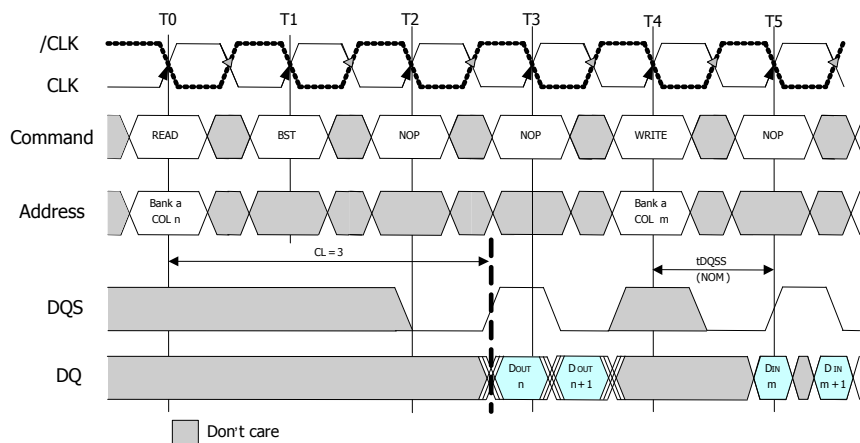 T0 T1 T2 T3 T4 T5
/CLK
CLK
Command READ BST NOP NOP WRITE NOP
Address Bank a Bank a
COL n COL m
CL = 3 tDQSS
(NOM)
DQS
DQ DOUT DOUT DIN DIN
n n+1 m m+1
Don't care